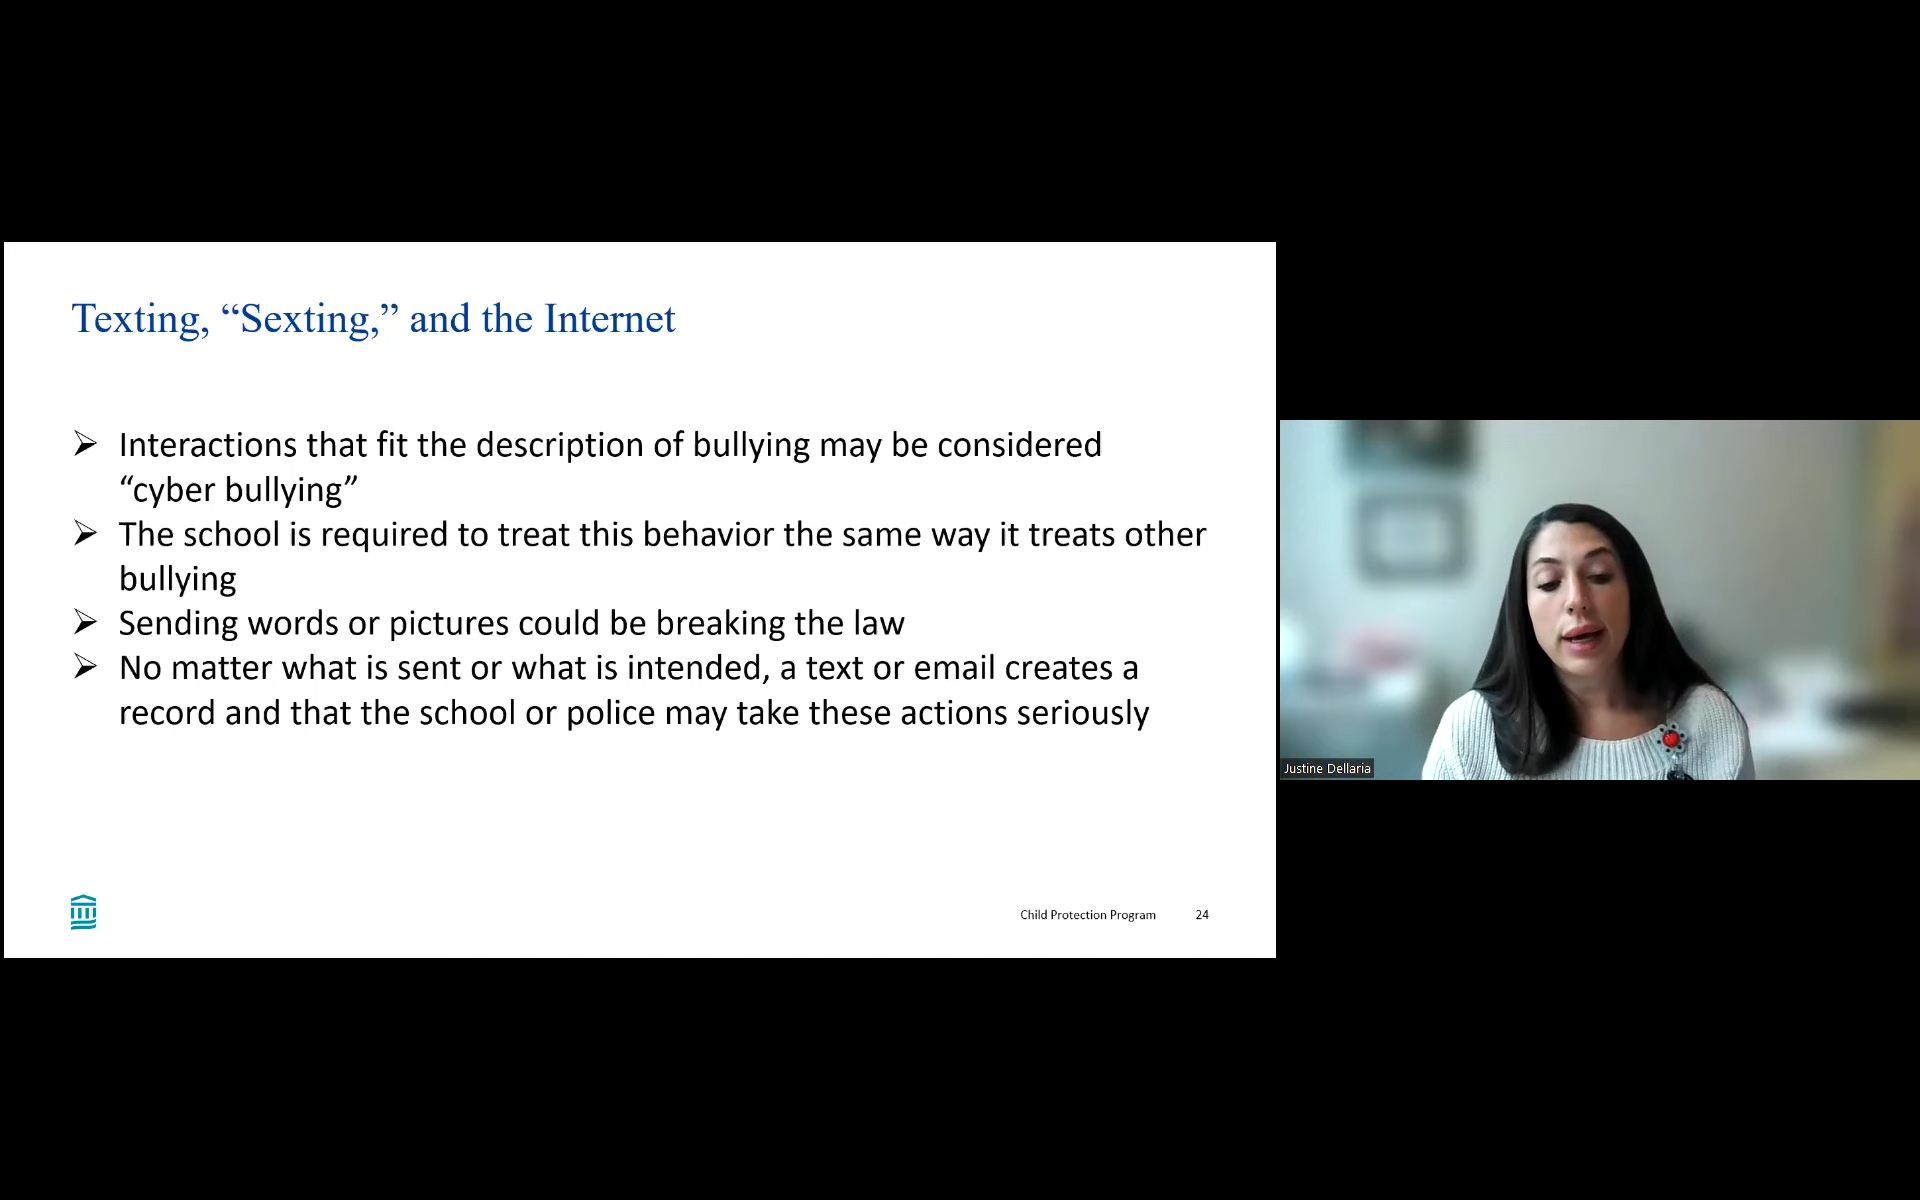 Texting, “Sexting,” and the Internet
➢ Interactions that fit the description of bullying may be considered
“cyber bullying”
➢ The school is required to treat this behavior the same way it treats other
bullying
➢ Sending words or pictures could be breaking the law
➢ No matter what is sent or what is intended, a text or email creates a
record and that the school or police may take these actions seriously
Child Protection Program 24
Justine Dellaria